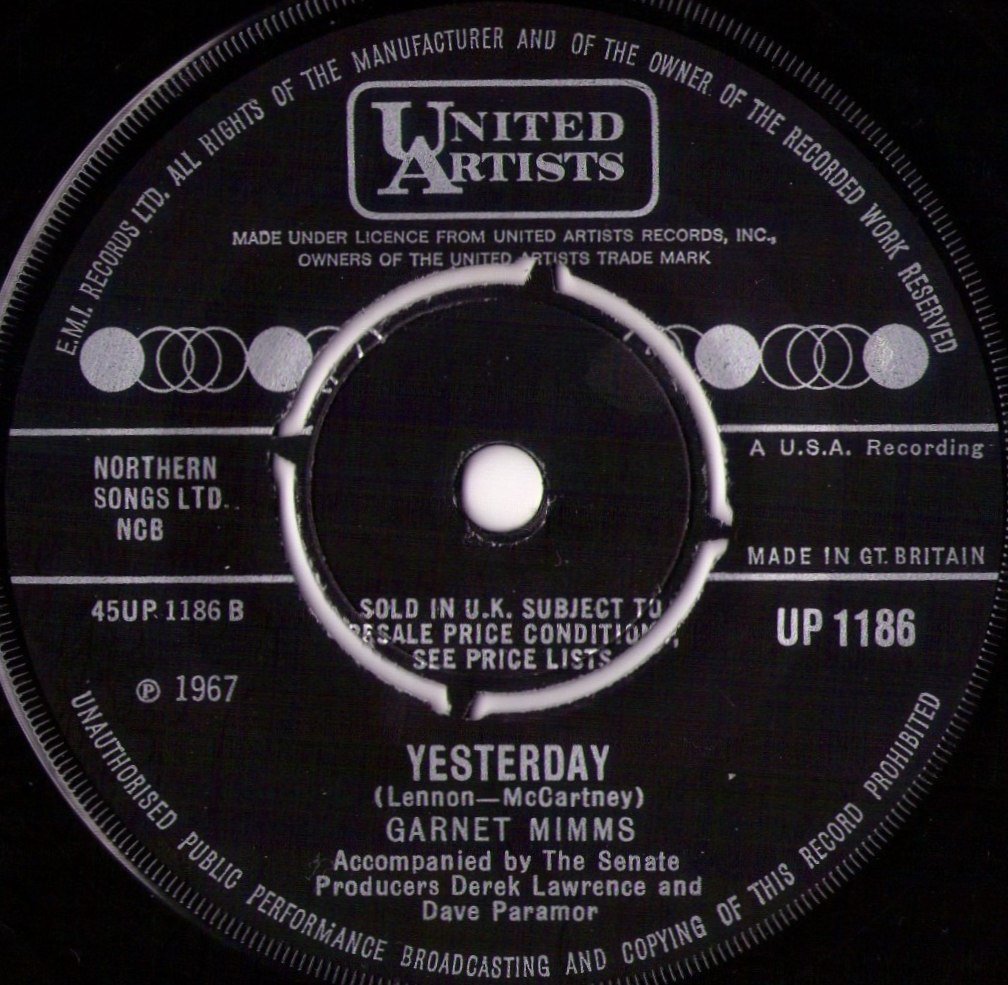 E.M.I. RECORDS LTD. ALL RIGHTS OF THE MANUFACTURER AND OF THE OWNER OF THE RECORDED WORK RESERVED
UNITED
ARTISTS
MADE UNDER LICENCE FROM UNITED ARTISTS RECORDS, INC.,
OWNERS OF THE UNITED ARTISTS TRADE MARK
NORTHERN
SONGS LTD.
NCB
A U.S.A. Recording
MADE IN GT. BRITAIN
45UP 1186 B
SOLD IN U.K. SUBJECT TO
RESALE PRICE CONDITIONS,
SEE PRICE LISTS
UP 1186
℗ 1967
YESTERDAY
(Lennon—McCartney)
GARNET MIMMS
Accompanied by The Senate
Producers Derek Lawrence and
Dave Paramor
UNAUTHORISED PUBLIC PERFORMANCE BROADCASTING AND COPYING OF THIS RECORD PROHIBITED